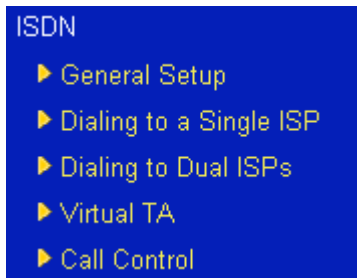 ISDN
General Setup
Dialing to a Single ISP
Dialing to Dual ISPs
Virtual TA
Call Control